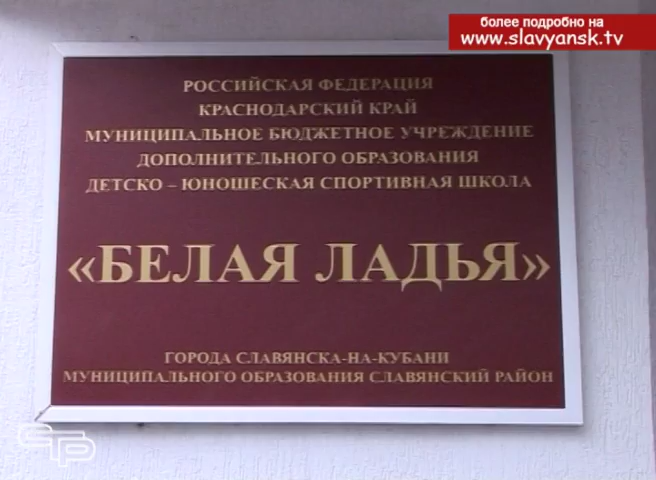 более подробно на
www.slavyansk.tv
РОССИЙСКАЯ ФЕДЕРАЦИЯ
КРАСНОДАРСКИЙ КРАЙ
МУНИЦИПАЛЬНОЕ БЮДЖЕТНОЕ УЧРЕЖДЕНИЕ
ДОПОЛНИТЕЛЬНОГО ОБРАЗОВАНИЯ
ДЕТСКО – ЮНОШЕСКАЯ СПОРТИВНАЯ ШКОЛА
«БЕЛАЯ ЛАДЬЯ»
ГОРОДА СЛАВЯНСКА-НА-КУБАНИ
МУНИЦИПАЛЬНОГО ОБРАЗОВАНИЯ СЛАВЯНСКИЙ РАЙОН